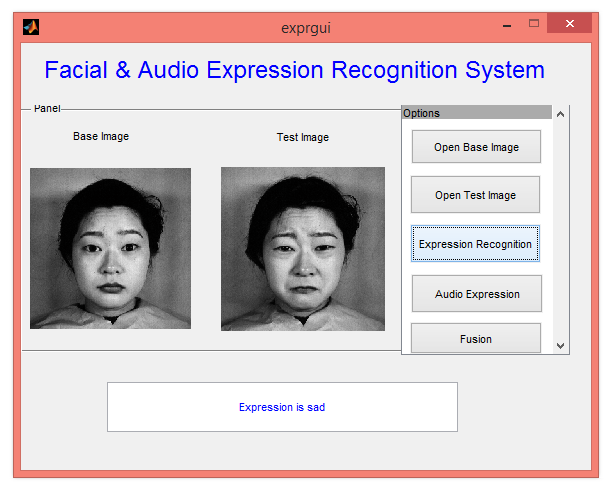 exprgui
Facial & Audio Expression Recognition System
Panel
Base Image
Test Image
Options
Open Base Image
Open Test Image
Expression Recognition
Audio Expression
Fusion
Expression is sad